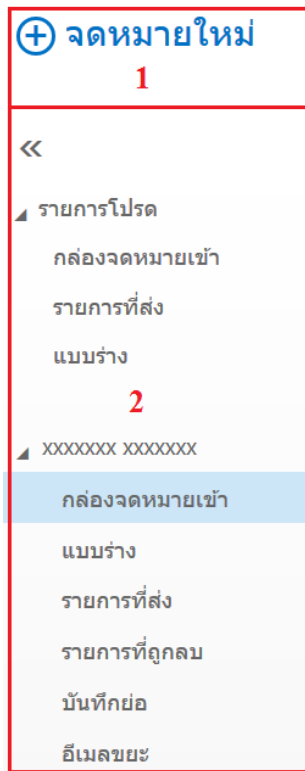 จดหมายใหม่
1
«
รายการโปรด
กล่องจดหมายเข้า
รายการที่ส่ง
แบบร่าง
2
XXXXXXX XXXXXXX
กล่องจดหมายเข้า
แบบร่าง
รายการที่ส่ง
รายการที่ถูกลบ
บันทึกย่อ
อีเมลขยะ